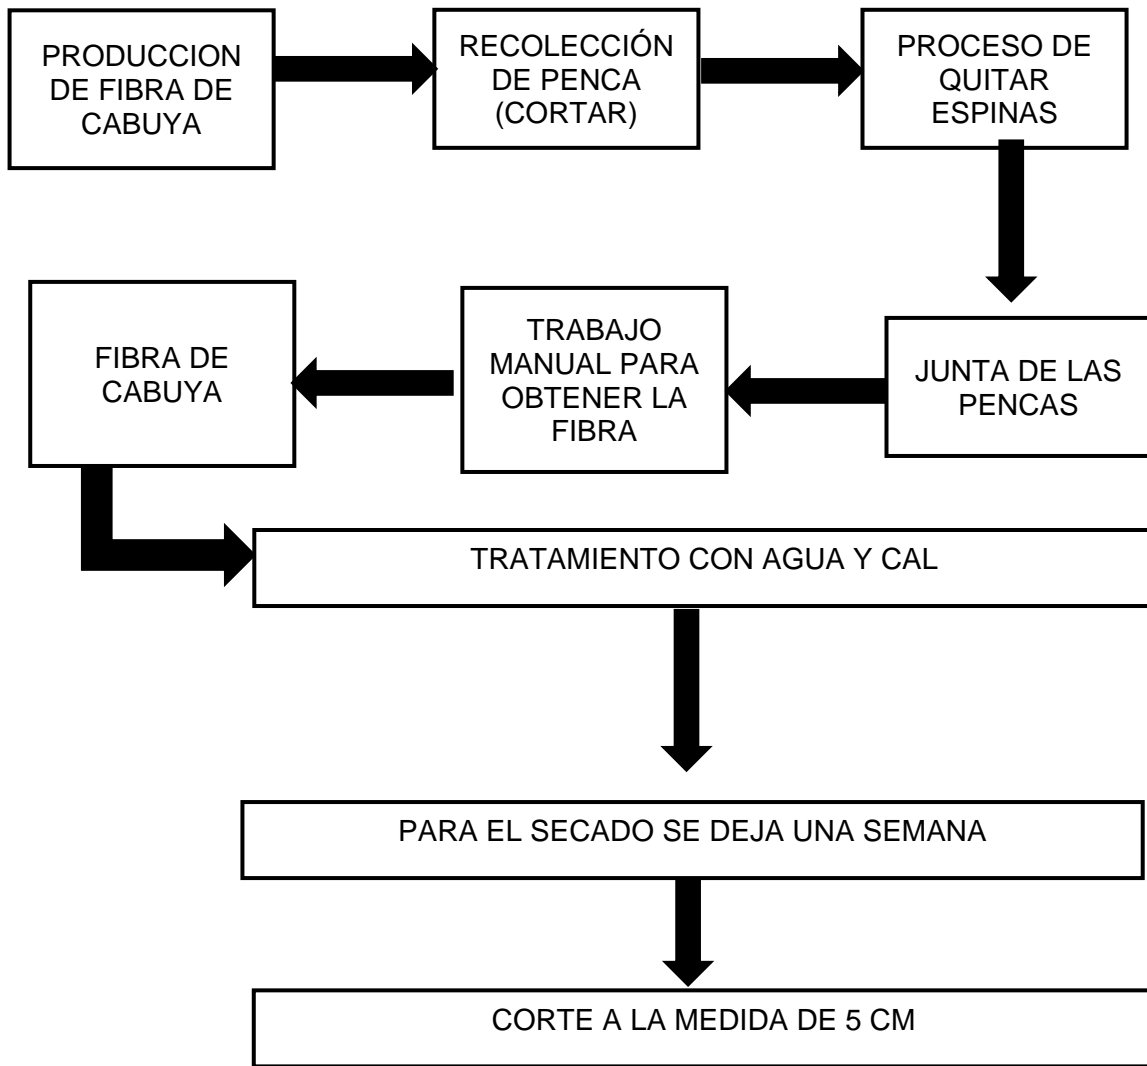 PRODUCCION
DE FIBRA DE
CABUYA
RECOLECCIÓN
DE PENCA
(CORTAR)
PROCESO DE
QUITAR
ESPINAS
JUNTA DE LAS
PENCAS
TRABAJO
MANUAL PARA
OBTENER LA
FIBRA
FIBRA DE
CABUYA
TRATAMIENTO CON AGUA Y CAL
PARA EL SECADO SE DEJA UNA SEMANA
CORTE A LA MEDIDA DE 5 CM